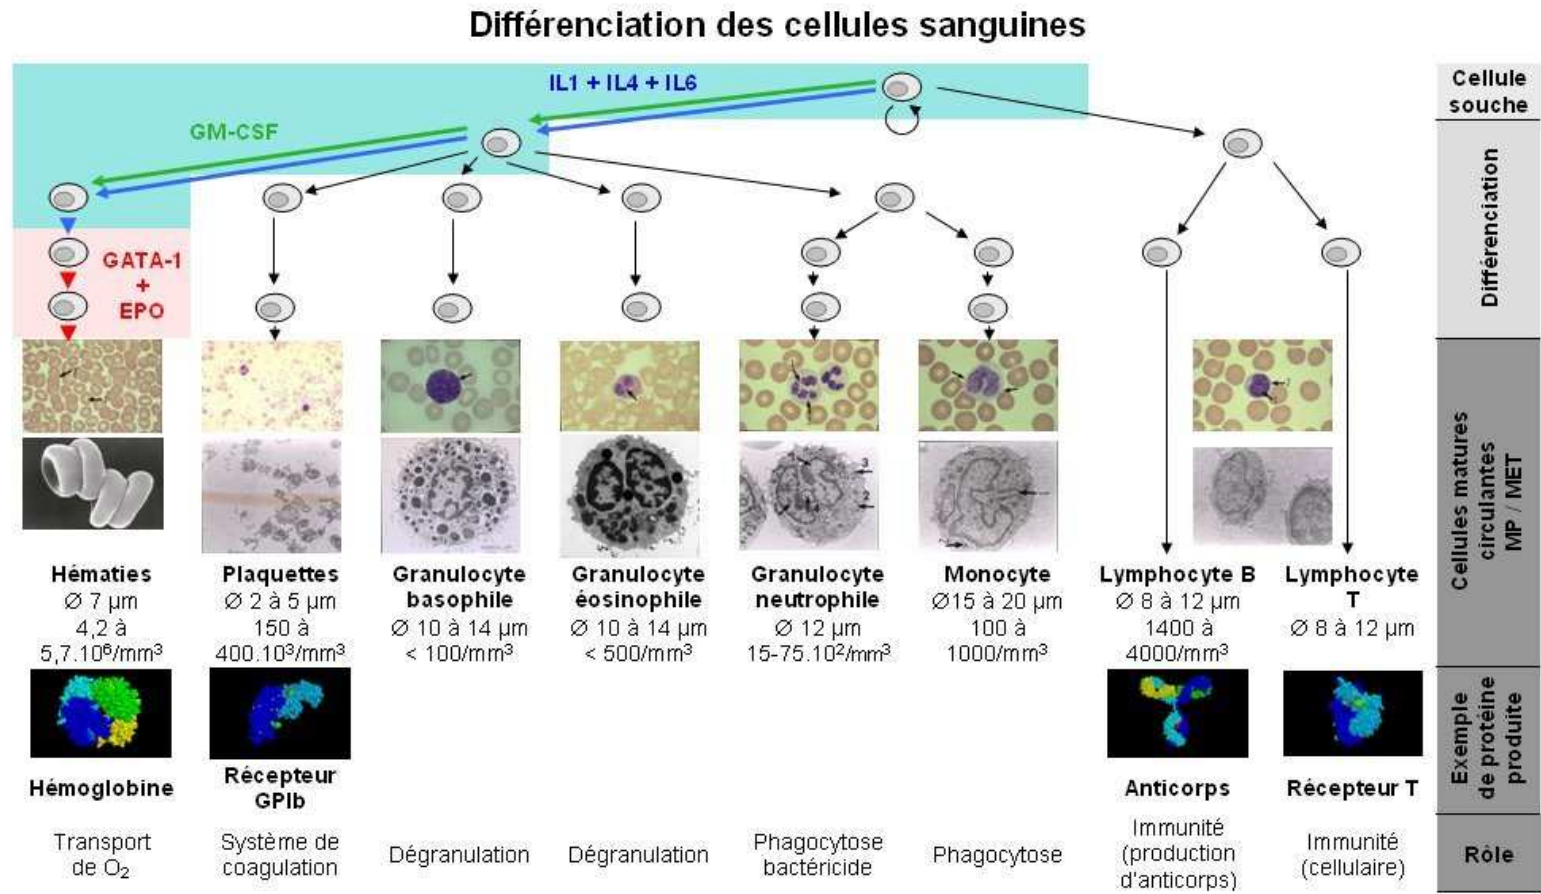 Différenciation des cellules sanguines
IL1 + IL4 + IL6
GM-CSF
GATA-1
+
EPO
Cellule
souche
Différenciation
Cellules matures
circulantes
MP / MET
Exemple
de protéine
produite
Rôle
3
2
Hématies
Ø 7 µm
4,2 à
5,7.10⁶/mm³
Plaquettes
Ø 2 à 5 µm
150 à
400.10³/mm³
Granulocyte
basophile
Ø 10 à 14 µm
< 100/mm³
Granulocyte
éosinophile
Ø 10 à 14 µm
< 500/mm³
Granulocyte
neutrophile
Ø 12 µm
15-75.10²/mm³
Monocyte
Ø15 à 20 µm
100 à
1000/mm³
Lymphocyte B
Ø 8 à 12 µm
1400 à
4000/mm³
Lymphocyte
T
Ø 8 à 12 µm
Hémoglobine
Récepteur
GPIb
Anticorps
Récepteur T
Transport
de O₂
Système de
coagulation
Dégranulation
Dégranulation
Phagocytose
bactéricide
Phagocytose
Immunité
(production
d'anticorps)
Immunité
(cellulaire)